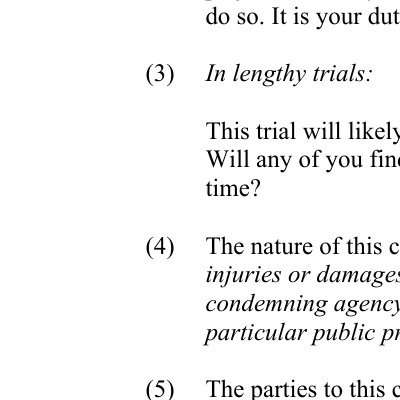 do so. It is your dut
(3) In lengthy trials:
This trial will likely
Will any of you fin
time?
(4) The nature of this c
injuries or damages
condemning agency
particular public pr
(5) The parties to this c